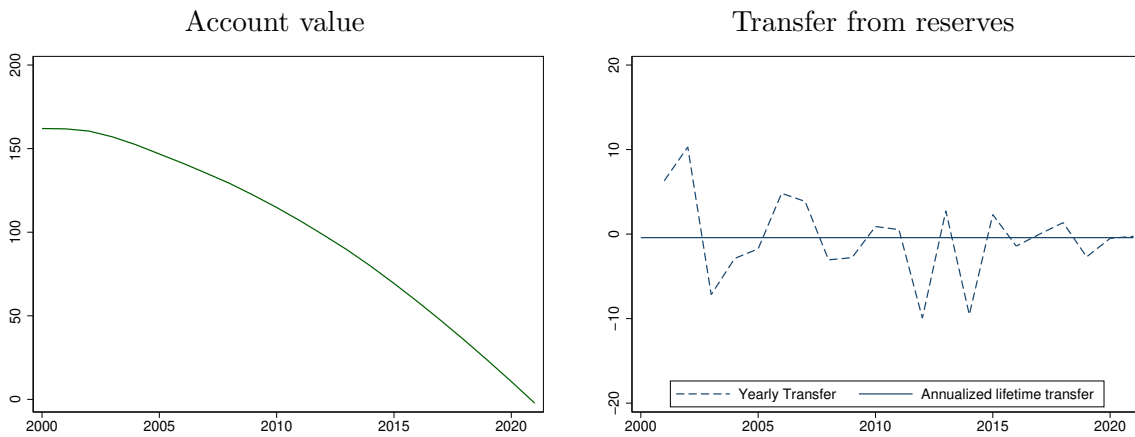 Account value
200
150
100
50
0
2000 2005 2010 2015 2020
Transfer from reserves
20
10
0
−10
−20
Yearly Transfer Annualized lifetime transfer
2000 2005 2010 2015 2020